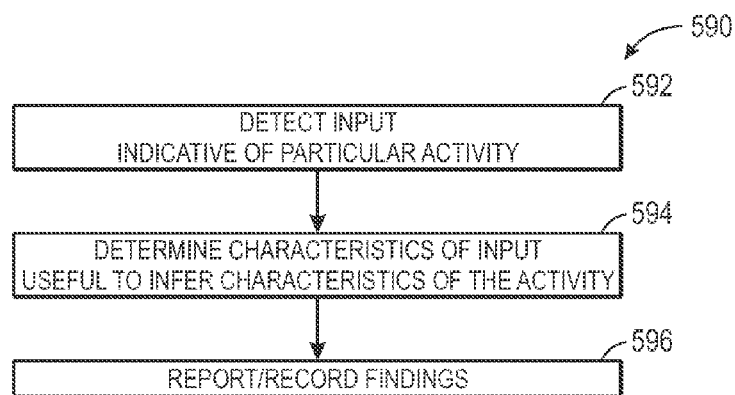 590
592
DETECT INPUT
INDICATIVE OF PARTICULAR ACTIVITY
594
DETERMINE CHARACTERISTICS OF INPUT
USEFUL TO INFER CHARACTERISTICS OF THE ACTIVITY
596
REPORT/RECORD FINDINGS